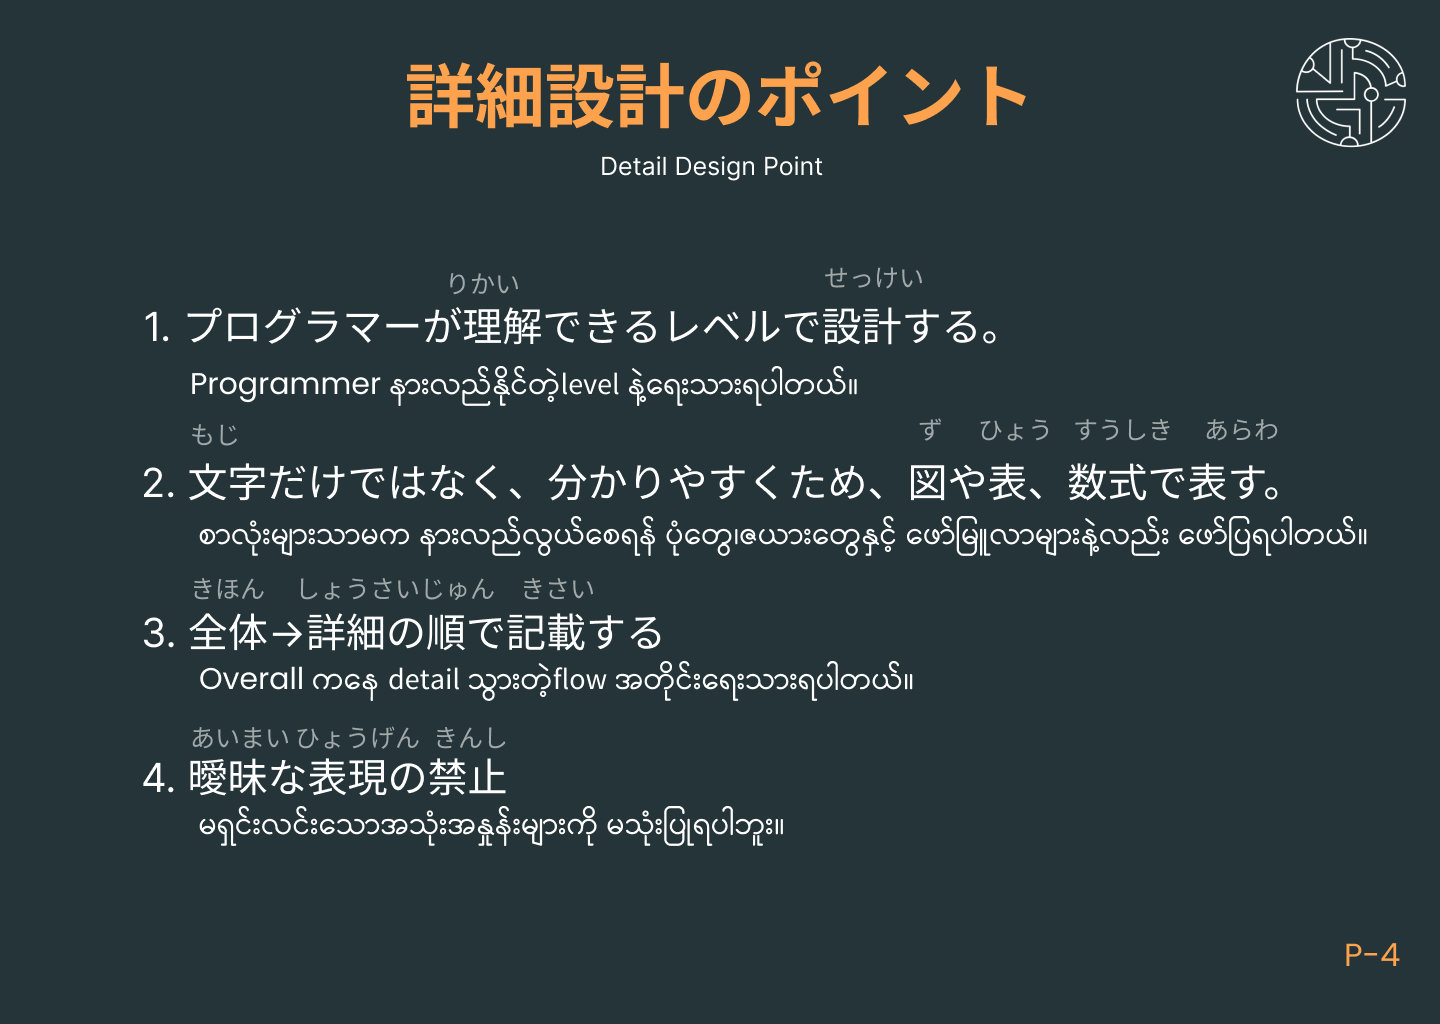 詳細設計のポイント
Detail Design Point
りかい せっけい
1. プログラマーが理解できるレベルで設計する。
Programmer နားလည်နိုင်တဲ့level နဲ့ရေးသားရပါတယ်။
もじ ず ひょう すうしき あらわ
2. 文字だけではなく、分かりやすくため、図や表、数式で表す。
စာလုံးများသာမက နားလည်လွယ်စေရန် ပုံတွေ၊ဇယားတွေနှင့် ဖော်မြူလာများနဲ့လည်း ဖော်ပြရပါတယ်။
きほん しょうさいじゅん きさい
3. 全体→詳細の順で記載する
Overall ကနေ detail သွားတဲ့flow အတိုင်းရေးသားရပါတယ်။
あいまい ひょうげん きんし
4. 曖昧な表現の禁止
မရှင်းလင်းသောအသုံးအနှုန်းများကို မသုံးပြုရပါဘူး။
P-4